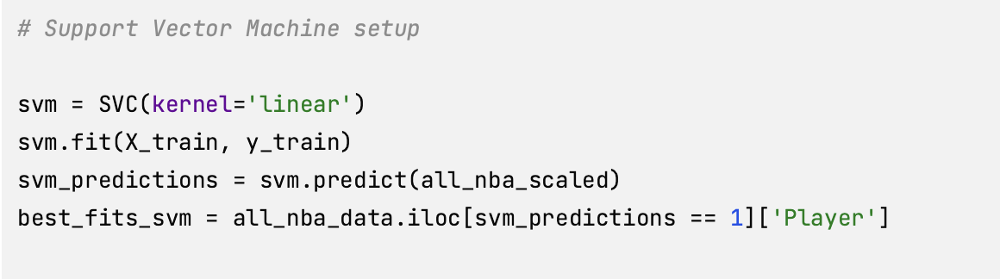 # Support Vector Machine setup
svm = SVC(kernel='linear')
svm.fit(X_train, y_train)
svm_predictions = svm.predict(all_nba_scaled)
best_fits_svm = all_nba_data.iloc[svm_predictions == 1]['Player']